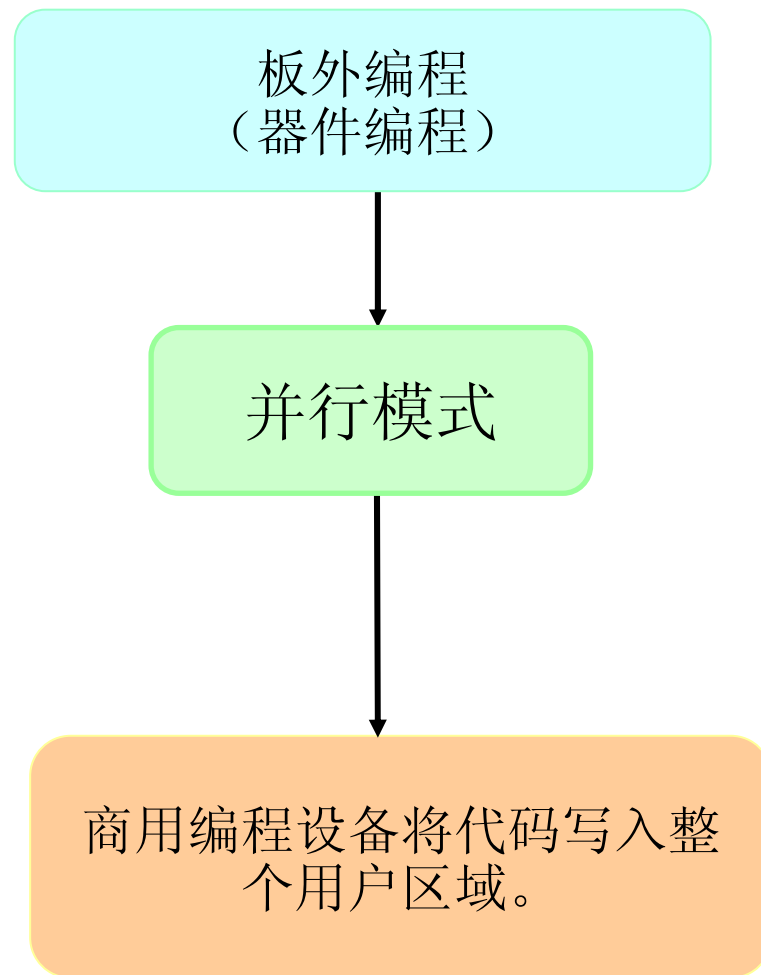 板外编程
（器件编程）
并行模式
商用编程设备将代码写入整
个用户区域。